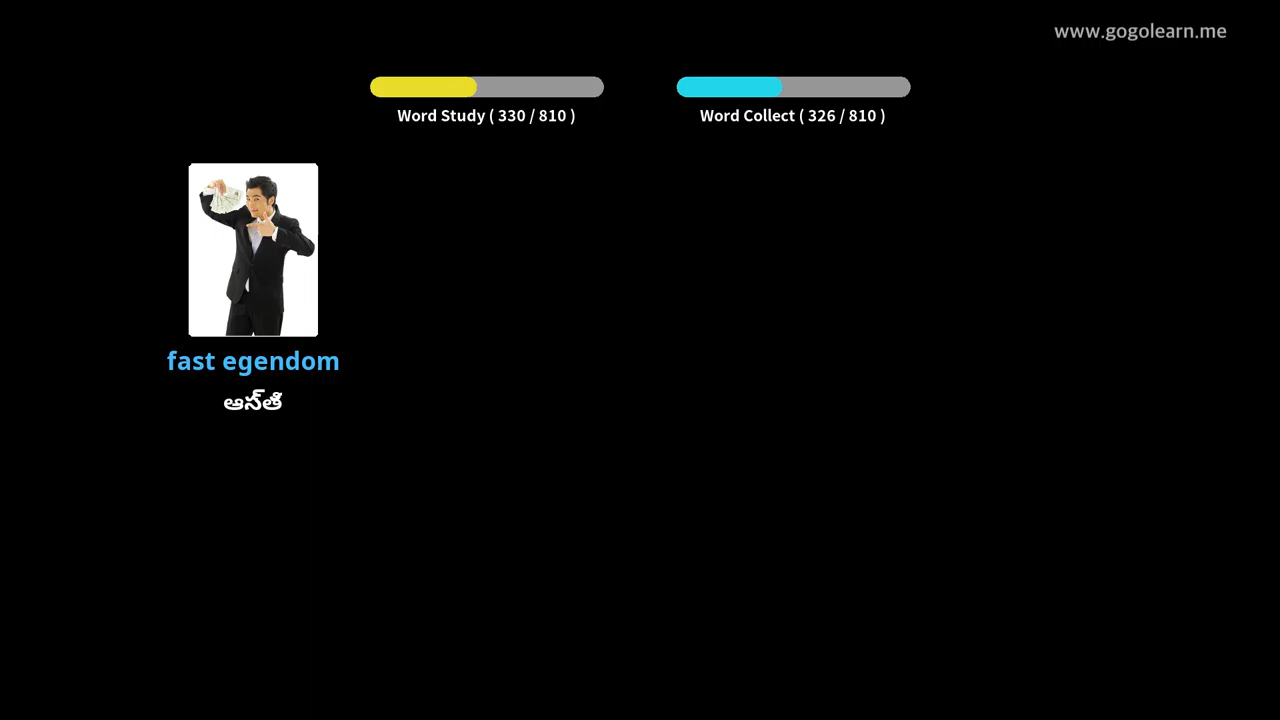 www.gogolearn.me
Word Study ( 330 / 810 )
Word Collect ( 326 / 810 )
fast egendom
ఆస్తి